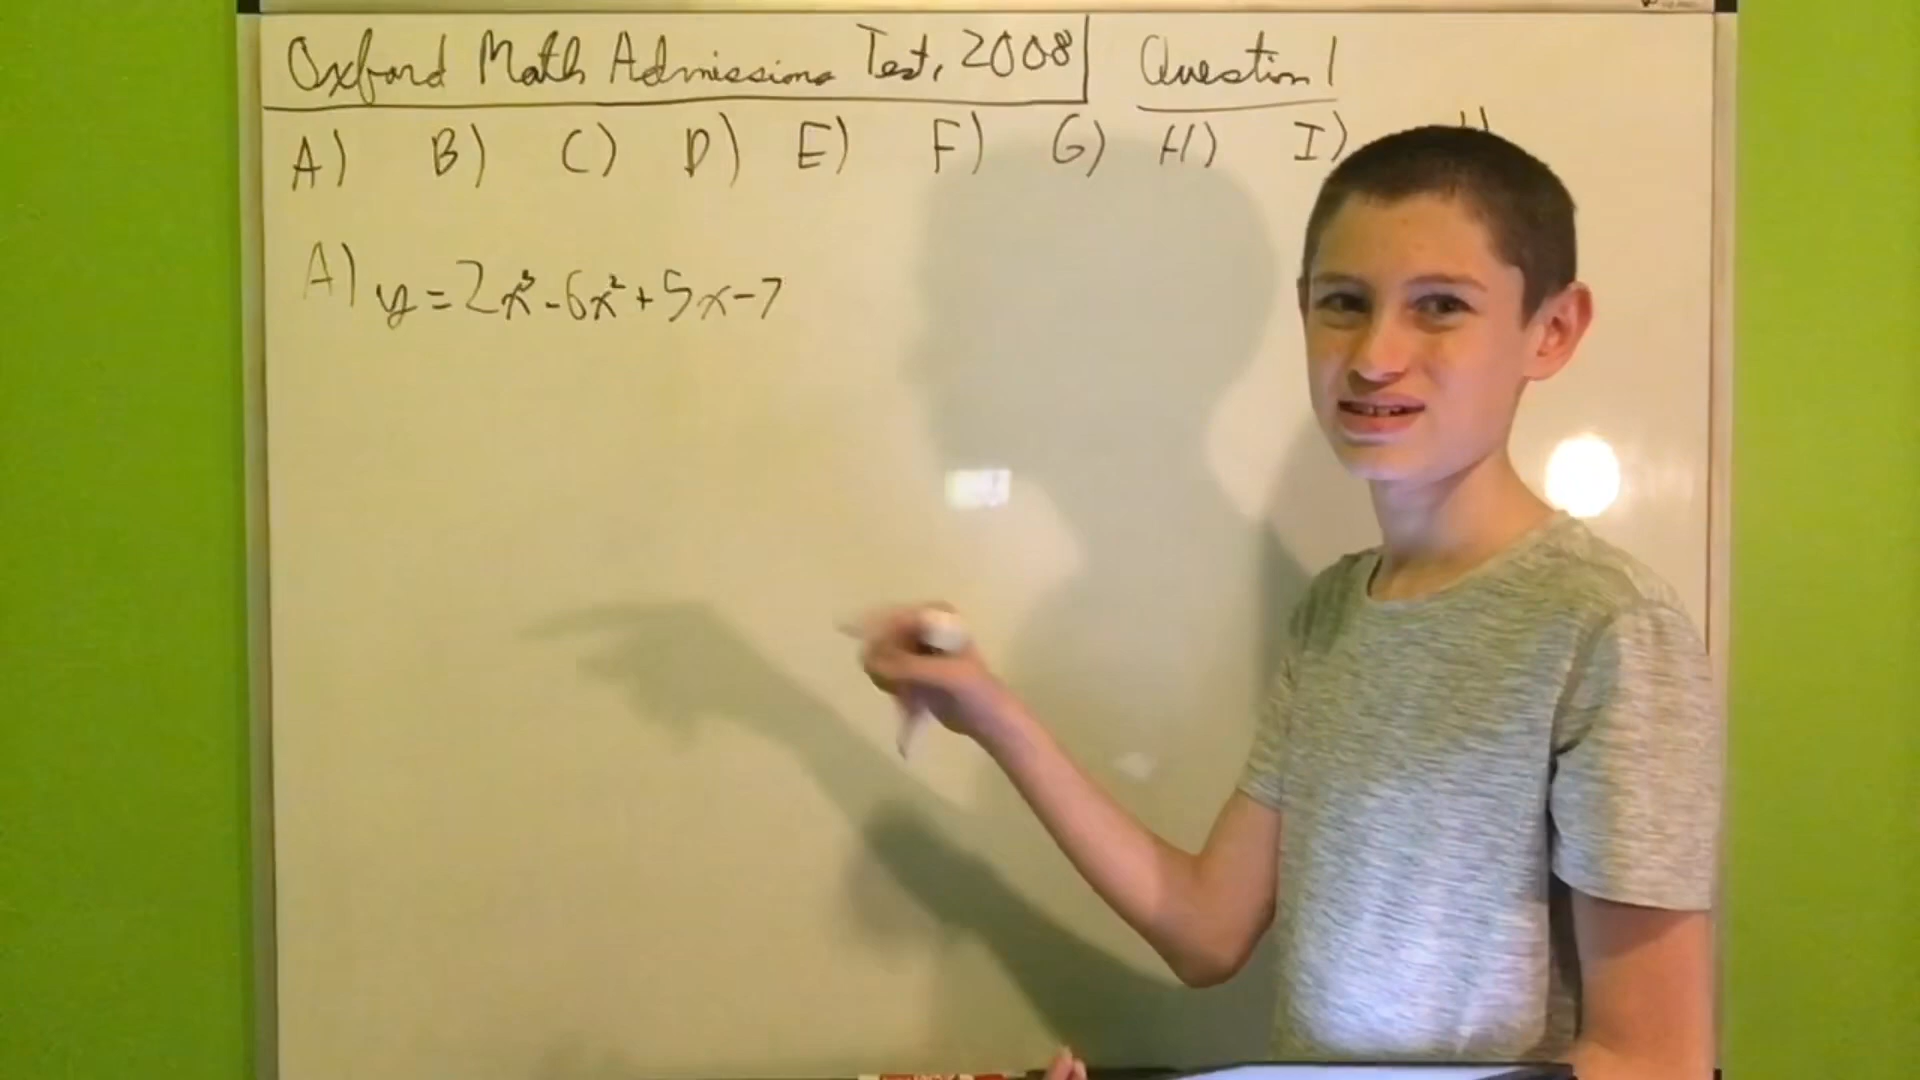 Oxford Math Admissions Test, 2008 Question 1
A) B) C) D) E) F) G) H) I)
A) y = 2x³ - 6x² + 5x - 7